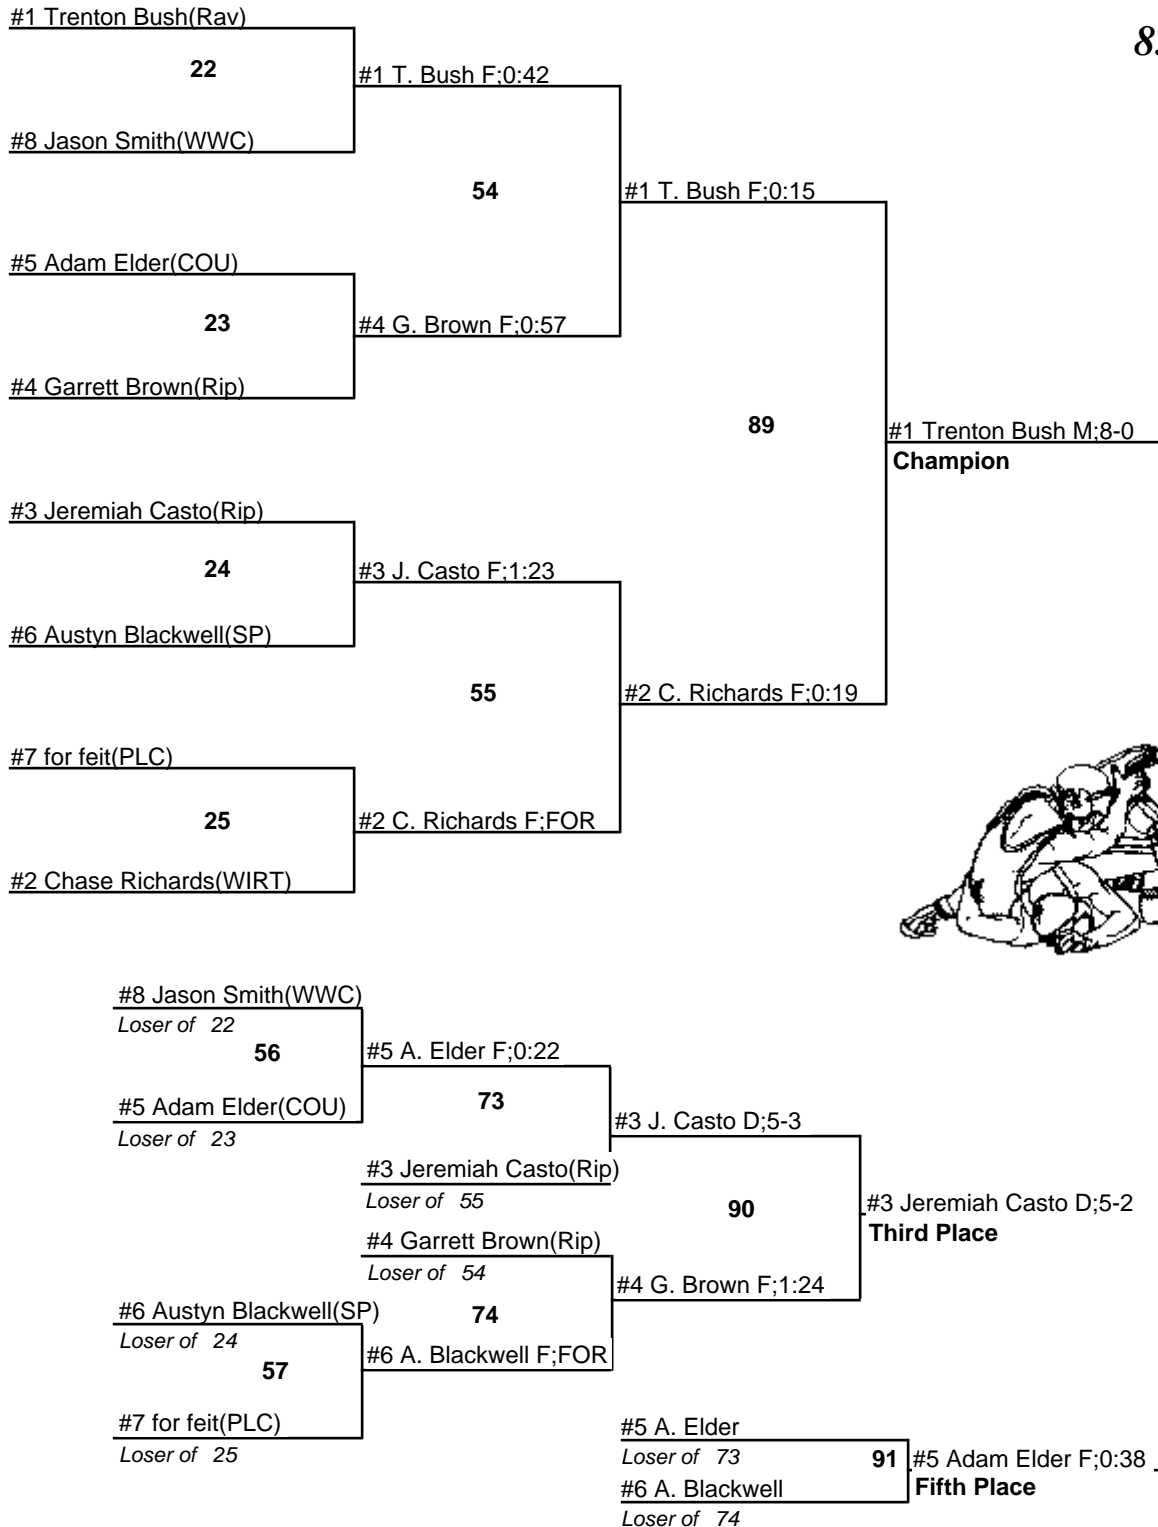 #1 Trenton Bush(Rav)
8.
22
#1 T. Bush F;0:42
#8 Jason Smith(WWC)
54
#1 T. Bush F;0:15
#5 Adam Elder(COU)
23
#4 G. Brown F;0:57
#4 Garrett Brown(Rip)
89
#1 Trenton Bush M;8-0
Champion
#3 Jeremiah Casto(Rip)
24
#3 J. Casto F;1:23
#6 Austyn Blackwell(SP)
55
#2 C. Richards F;0:19
#7 for feit(PLC)
25
#2 C. Richards F;FOR
#2 Chase Richards(WIRT)
#8 Jason Smith(WWC)
Loser of 22
56
#5 A. Elder F;0:22
#5 Adam Elder(COU)
Loser of 23
73
#3 J. Casto D;5-3
#3 Jeremiah Casto(Rip)
Loser of 55
90
#3 Jeremiah Casto D;5-2
Third Place
#4 Garrett Brown(Rip)
Loser of 54
#4 G. Brown F;1:24
#6 Austyn Blackwell(SP)
Loser of 24
74
57
#6 A. Blackwell F;FOR
#7 for feit(PLC)
Loser of 25
#5 A. Elder
Loser of 73
91
#5 Adam Elder F;0:38
Fifth Place
#6 A. Blackwell
Loser of 74